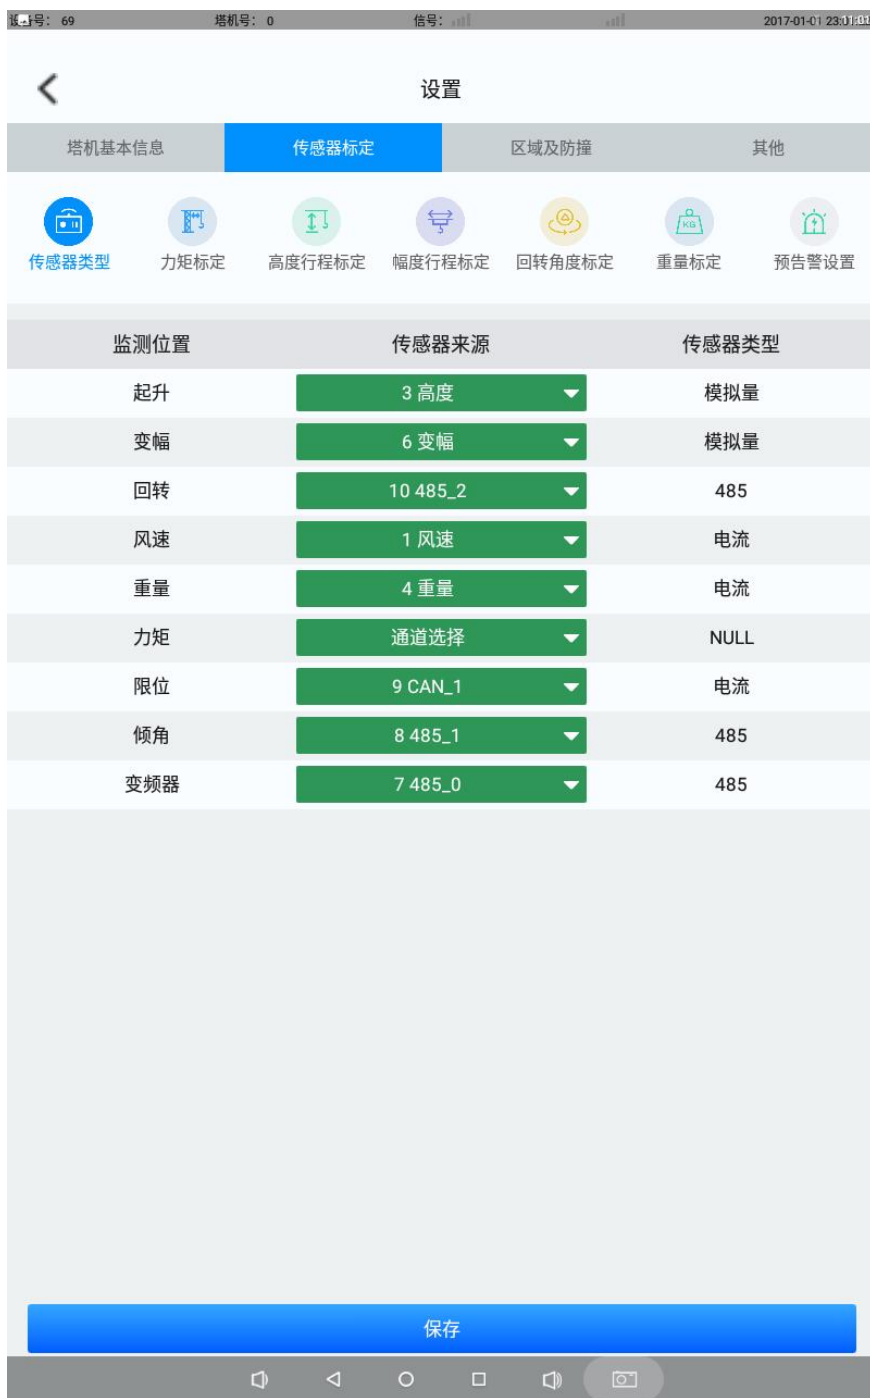 设备号： 69 塔机号： 0 信号： 2017-01-01 23:01:
设置
塔机基本信息 传感器标定 区域及防撞 其他
KG
传感器类型 力矩标定 高度行程标定 幅度行程标定 回转角度标定 重量标定 预告警设置
监测位置 传感器来源 传感器类型
起升 3 高度 模拟量
变幅 6 变幅 模拟量
回转 10 485_2 485
风速 1 风速 电流
重量 4 重量 电流
力矩 通道选择 NULL
限位 9 CAN_1 电流
倾角 8 485_1 485
变频器 7 485_0 485
保存